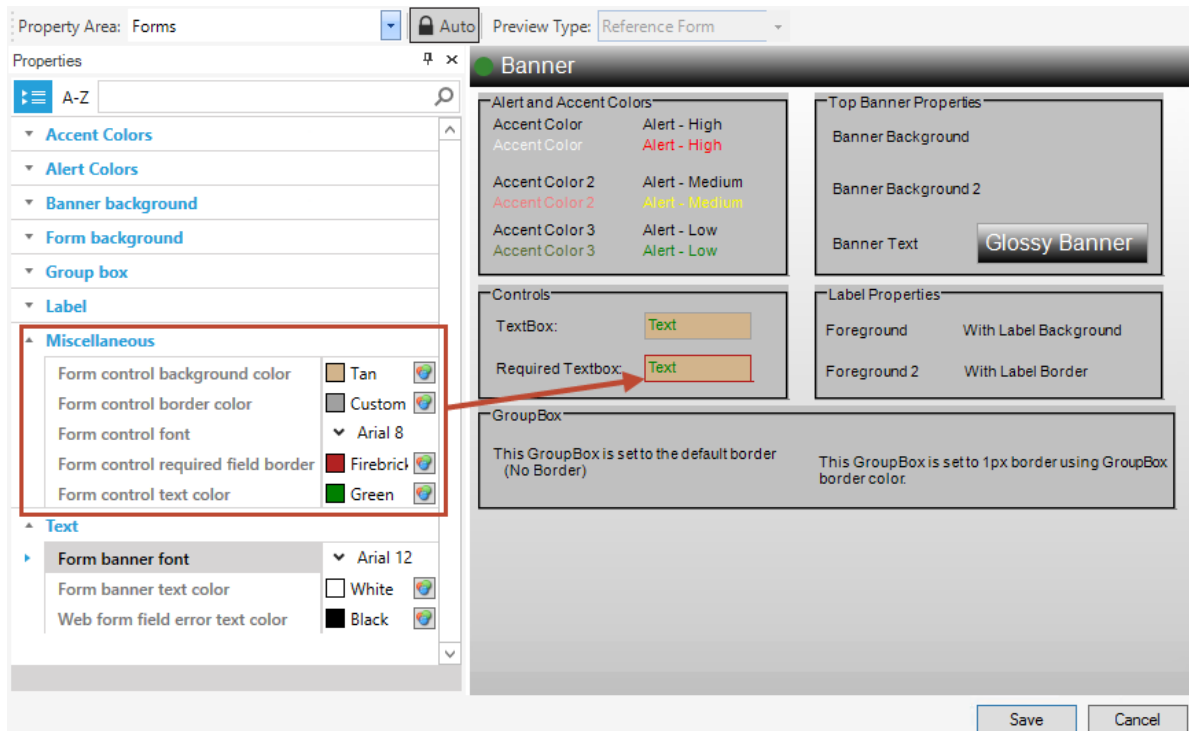 Property Area: Forms Auto Preview Type: Reference Form
Properties
A-Z
Accent Colors
Alert Colors
Banner background
Form background
Group box
Label
Miscellaneous
Form control background color Tan
Form control border color Custom
Form control font Arial 8
Form control required field border Firebrick
Form control text color Green
Text
Form banner font Arial 12
Form banner text color White
Web form field error text color Black
Banner
Alert and Accent Colors
Accent Color Alert - High
Accent Color Alert - High
Accent Color 2 Alert - Medium
Accent Color 2 Alert - Medium
Accent Color 3 Alert - Low
Accent Color 3 Alert - Low
Top Banner Properties
Banner Background
Banner Background 2
Banner Text Glossy Banner
Controls
TextBox: Text
Required Textbox: Text
Label Properties
Foreground With Label Background
Foreground 2 With Label Border
GroupBox
This GroupBox is set to the default border
(No Border)
This GroupBox is set to 1px border using GroupBox
border color.
Save Cancel